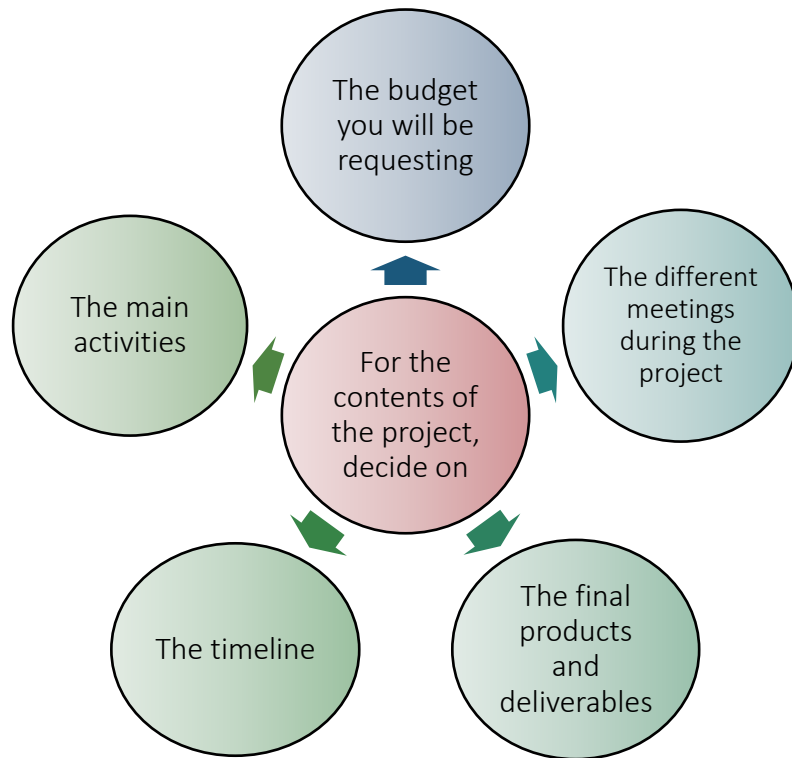 The budget
you will be
requesting
The different
meetings
during the
project
The final
products
and
deliverables
The timeline
The main
activities
For the
contents of
the project,
decide on